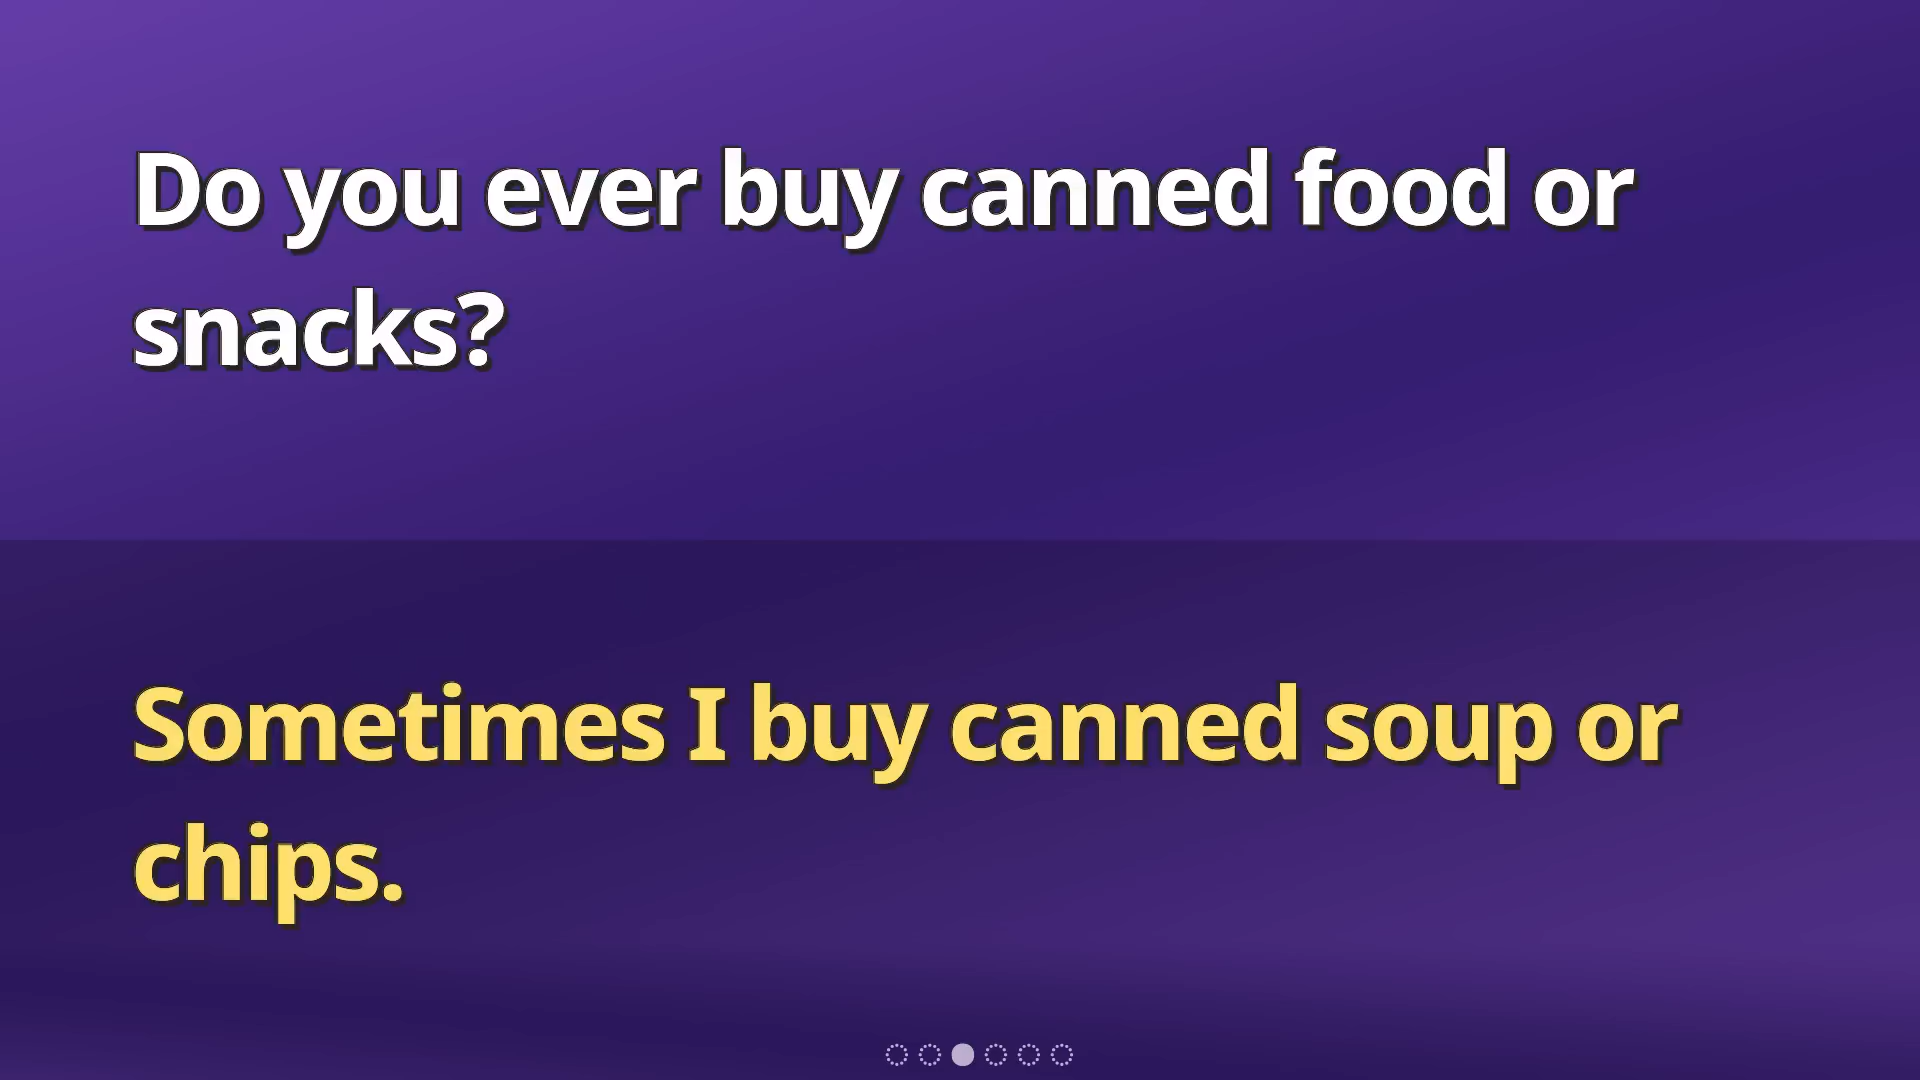 Do you ever buy canned food or
snacks?
Sometimes I buy canned soup or
chips.